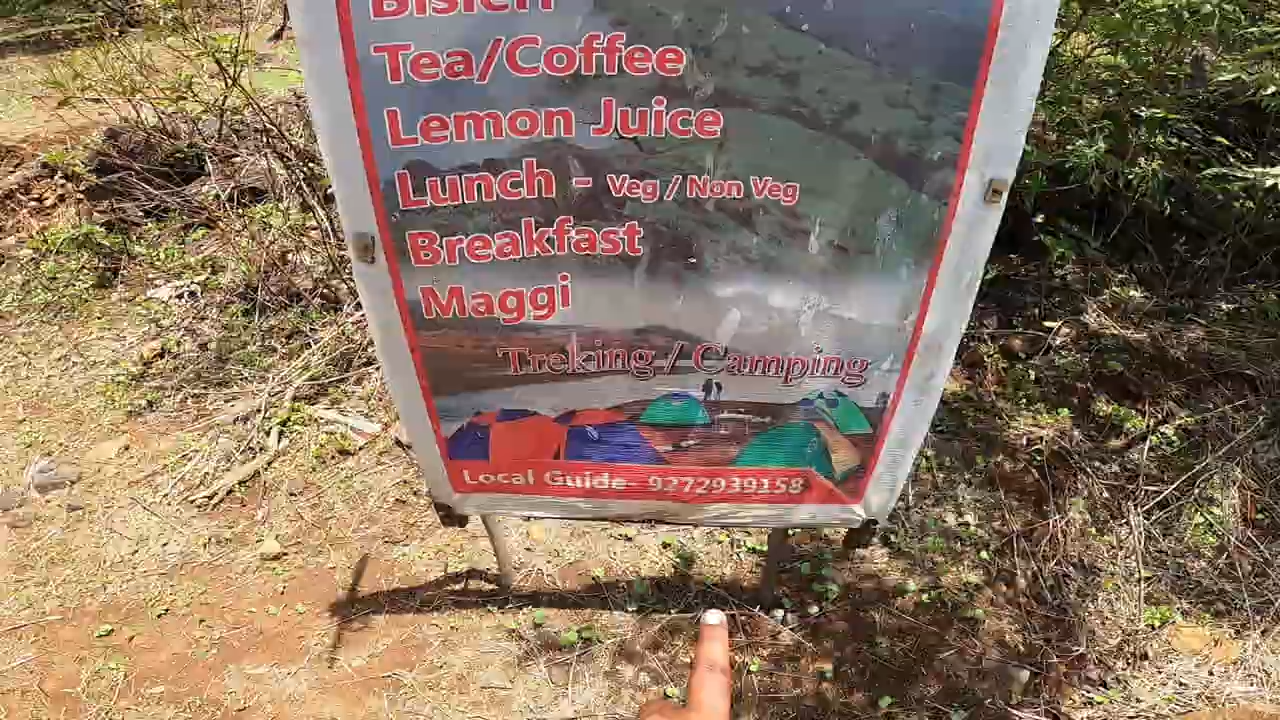 Bisleri
Tea/Coffee
Lemon Juice
Lunch - Veg / Non Veg
Breakfast
Maggi
Treking / Camping
Local Guide- 9272939158